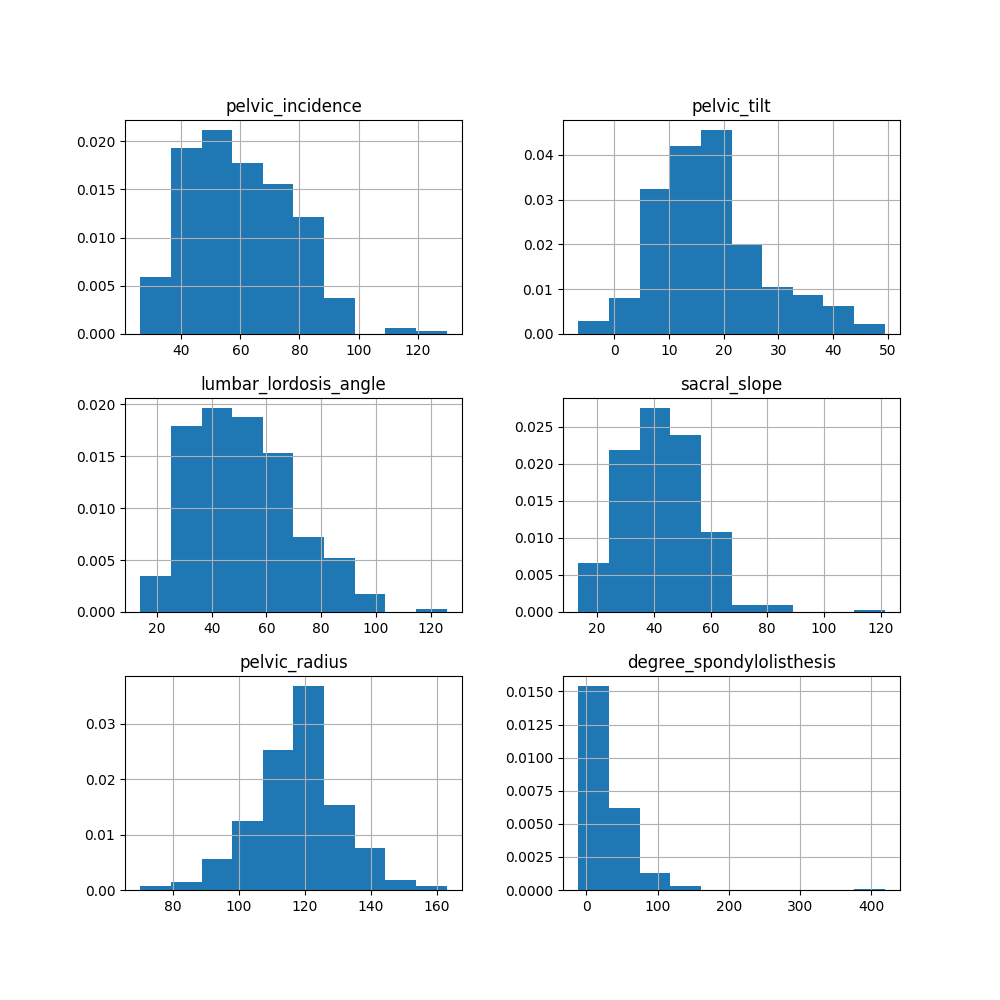 pelvic_incidence
0.020
0.015
0.010
0.005
0.000
40 60 80 100 120
pelvic_tilt
0.04
0.03
0.02
0.01
0.00
0 10 20 30 40 50
lumbar_lordosis_angle
0.020
0.015
0.010
0.005
0.000
20 40 60 80 100 120
sacral_slope
0.025
0.020
0.015
0.010
0.005
0.000
20 40 60 80 100 120
pelvic_radius
0.03
0.02
0.01
0.00
80 100 120 140 160
degree_spondylolisthesis
0.0150
0.0125
0.0100
0.0075
0.0050
0.0025
0.0000
0 100 200 300 400